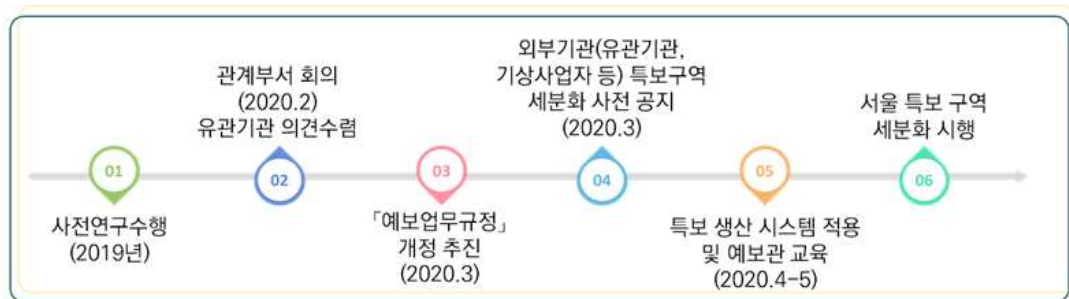 01
사전연구수행
(2019년)
관계부서 회의
(2020.2)
유관기관 의견수렴
02
03
「예보업무규정」
개정 추진
(2020.3)
외부기관(유관기관,
기상사업자 등) 특보구역
세분화 사전 공지
(2020.3)
04
05
특보 생산 시스템 적용
및 예보관 교육
(2020.4-5)
서울 특보 구역
세분화 시행
06